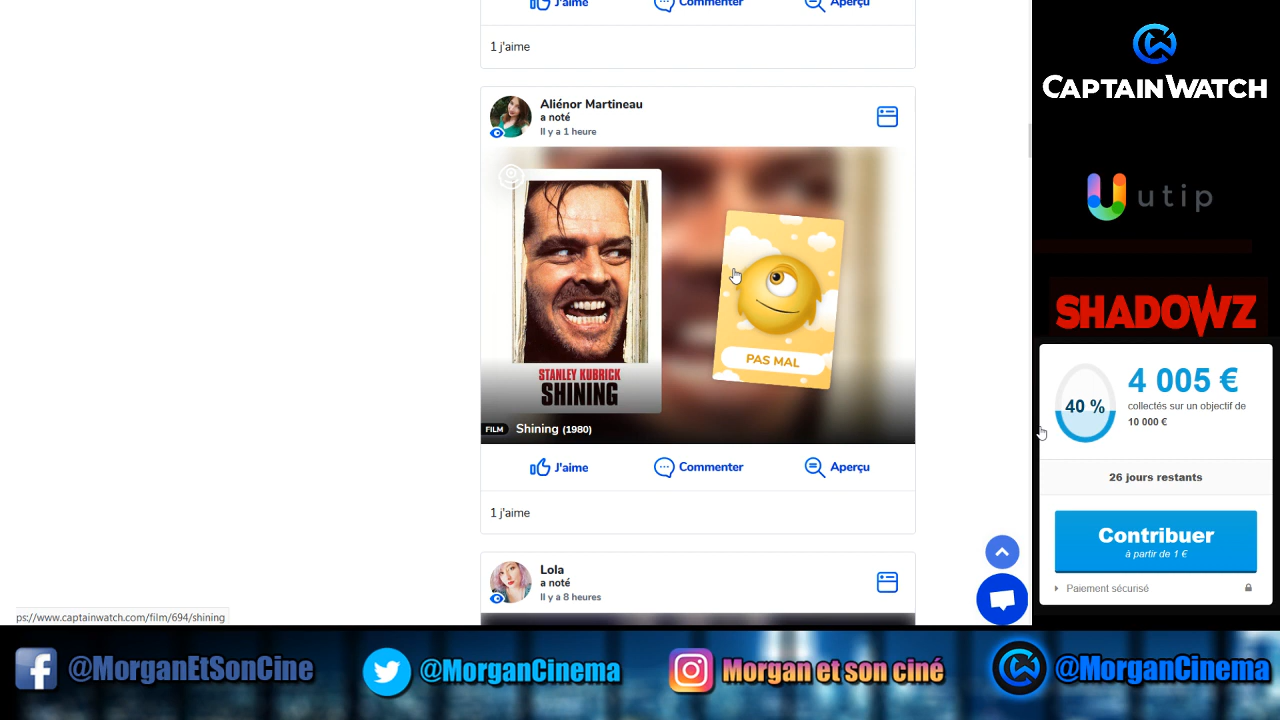 J'aime
Commenter
Aperçu
1 j'aime
Aliénor Martineau
a noté
Il y a 1 heure
STANLEY KUBRICK
SHINING
PAS MAL
FILM Shining (1980)
J'aime
Commenter
Aperçu
1 j'aime
Lola
a noté
Il y a 8 heures
ps://www.captainwatch.com/film/694/shining
CAPTAINWATCH
utip
SHADOWZ
40 %
4 005 €
collectés sur un objectif de
10 000 €
26 jours restants
Contribuer
à partir de 1 €
Paiement sécurisé
@MorganEtSonCine
@MorganCinema
Morgan et son ciné
@MorganCinema